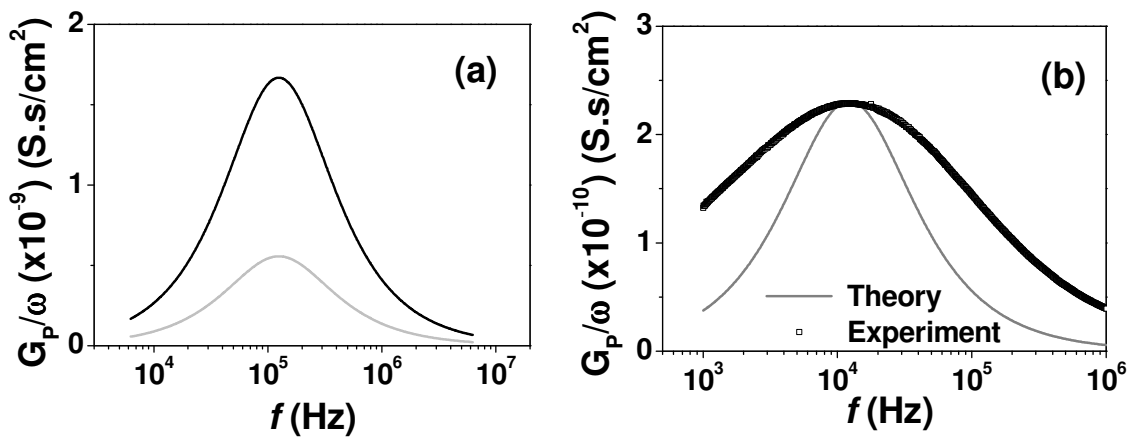 2
1
0
G_P/ω (x10^-9) (S.s/cm^2)
(a)
10^4 10^5 10^6 10^7
f (Hz)
3
2
1
0
G_P/ω (x10^-10) (S.s/cm^2)
(b)
Theory
Experiment
10^3 10^4 10^5 10^6
f (Hz)